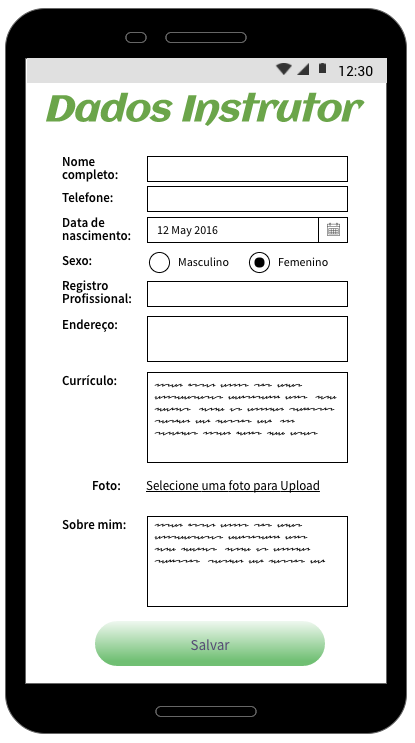 12:30
Dados Instrutor
Nome
completo:
Telefone:
Data de
nascimento:
12 May 2016
Sexo:
Masculino
Femenino
Registro
Profissional:
Endereço:
Currículo:
Foto:
Selecione uma foto para Upload
Sobre mim:
Salvar